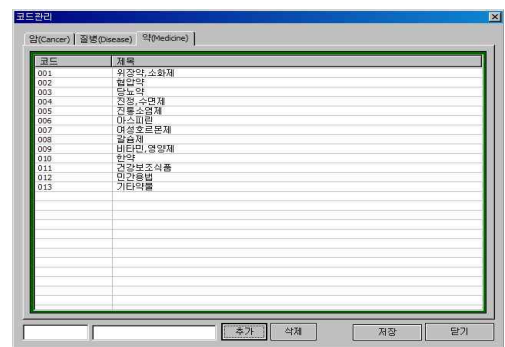 코드관리
암(Cancer) 질병(Disease) 약(Medicine)
코드 제목
001 위장약,소화제
002 혈압약
003 당뇨약
004 진정,수면제
005 진통소염제
006 아스피린
007 여성호르몬제
008 칼슘제
009 비타민,영양제
010 한약
011 건강보조식품
012 민간용법
013 기타약물
추가 삭제 저장 닫기